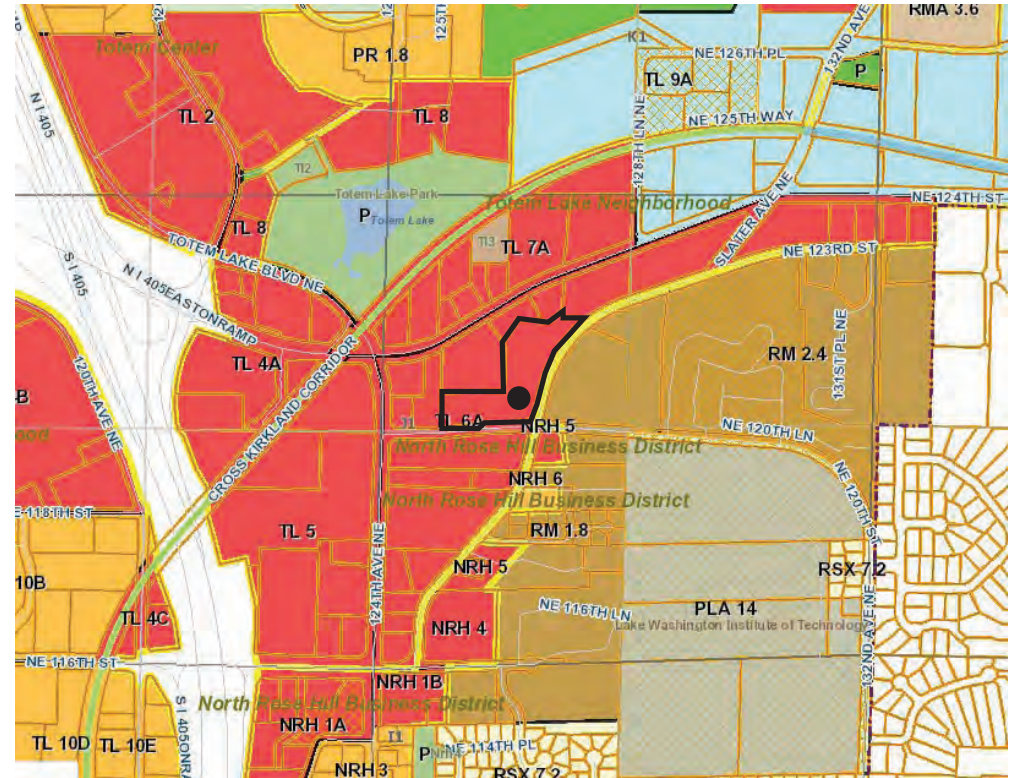 RMA 3.6
125TH
Totem Center
K1
NE 126TH PL
132ND AVE
PR 1.8
TL 9A
P
N I 405
TL 2
TL 8
NE 125TH WAY
128TH LN NE
T12
Totem Lake Park
P
Totem Lake
NE 124TH ST
Totem Lake Neighborhood
TL 8
T13
TL 7A
SLATER AVE NE
NE 123RD ST
TOTEM LAKE BLVD NE
S I 405
N I 405EASTONRAMP
TL 4A
RM 2.4
131ST PL NE
120TH AVE NE
CROSS KIRKLAND CORRIDOR
TL 6A
J1
NRH 5
NE 120TH LN
North Rose Hill Business District
NRH 6
North Rose Hill Business District
NE 120TH ST
E 118TH ST
TL 5
RM 1.8
124TH AVE NE
NRH 5
RSX 7.2
10B
TL 4C
NE 116TH LN
PLA 14
NRH 4
Lake Washington Institute of Technology
132ND AVE NE
NE 116TH ST
NRH 1B
North Rose Hill Business District
NRH 1A
S I 405ONRA
TL 10D
TL 10E
I1
P
NE 114TH PL
NRH 3
RSX 7.2